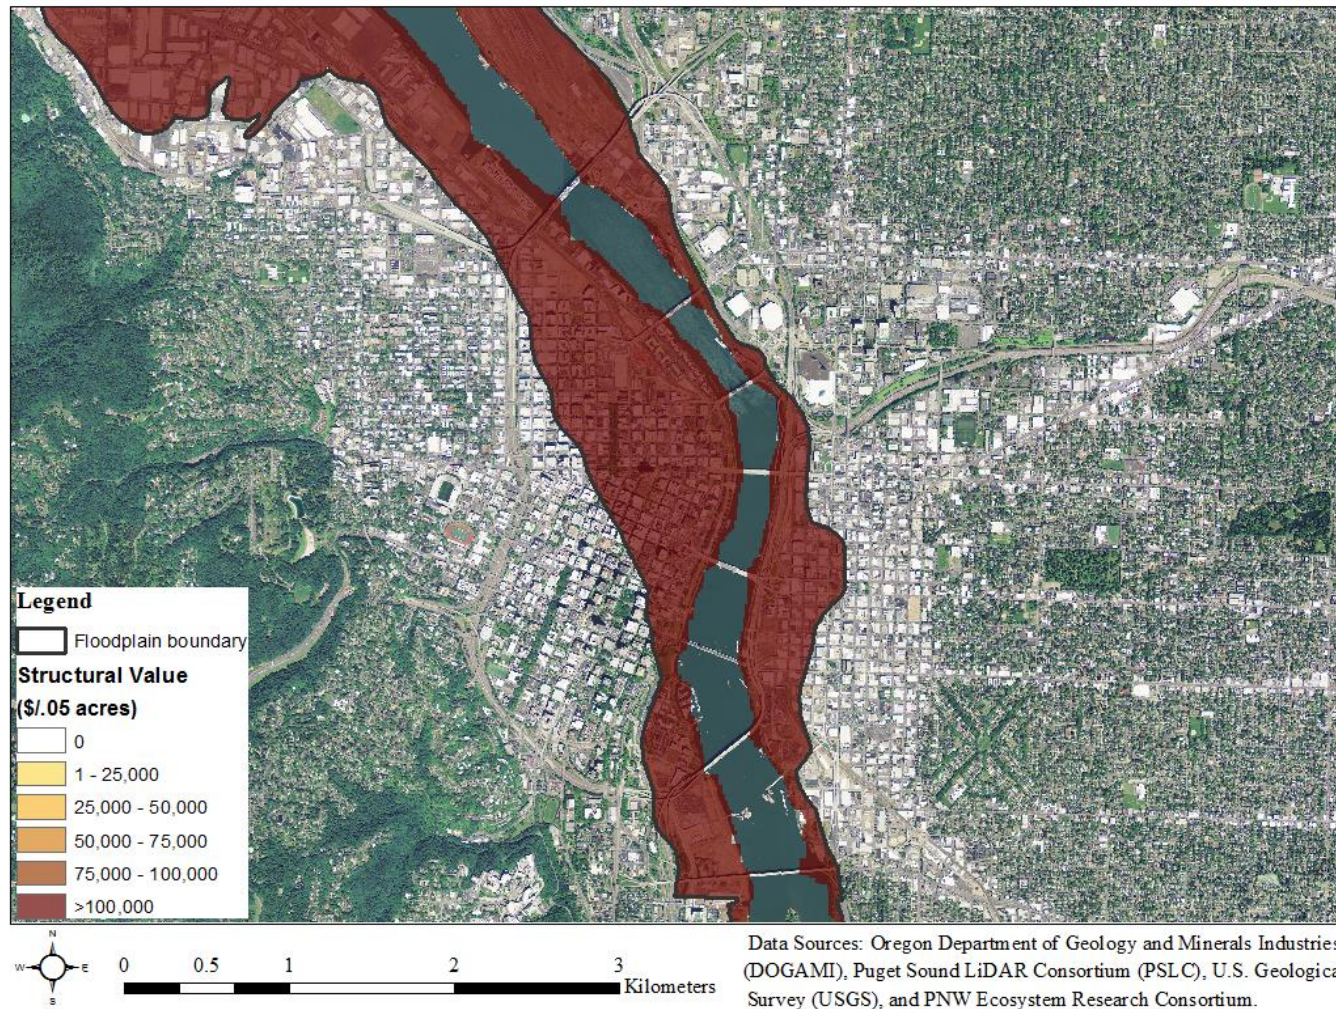 Legend
Floodplain boundary
Structural Value
($/.05 acres)
0
1 - 25,000
25,000 - 50,000
50,000 - 75,000
75,000 - 100,000
>100,000
N
W
E
S
0 0.5 1 2 3
Kilometers
Data Sources: Oregon Department of Geology and Minerals Industries
(DOGAMI), Puget Sound LiDAR Consortium (PSLC), U.S. Geologica
Survey (USGS), and PNW Ecosystem Research Consortium.